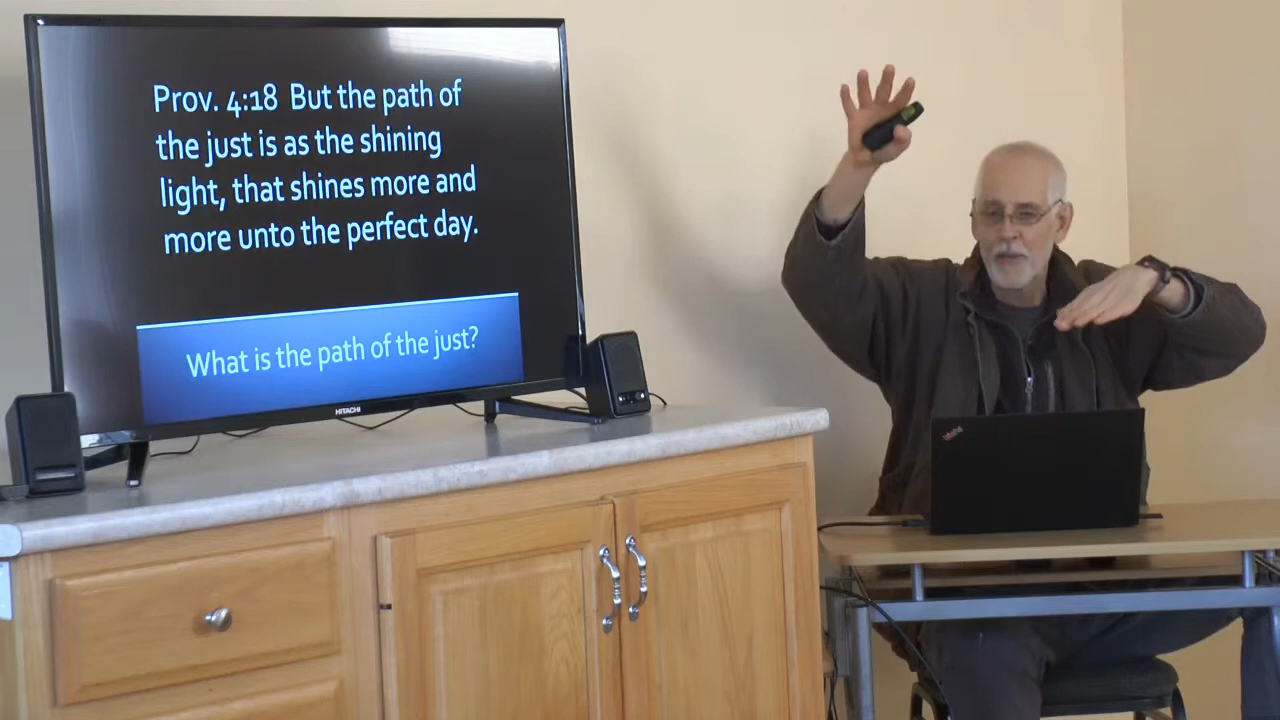 Prov. 4:18 But the path of
the just is as the shining
light, that shines more and
more unto the perfect day.
What is the path of the just?
HITACHI